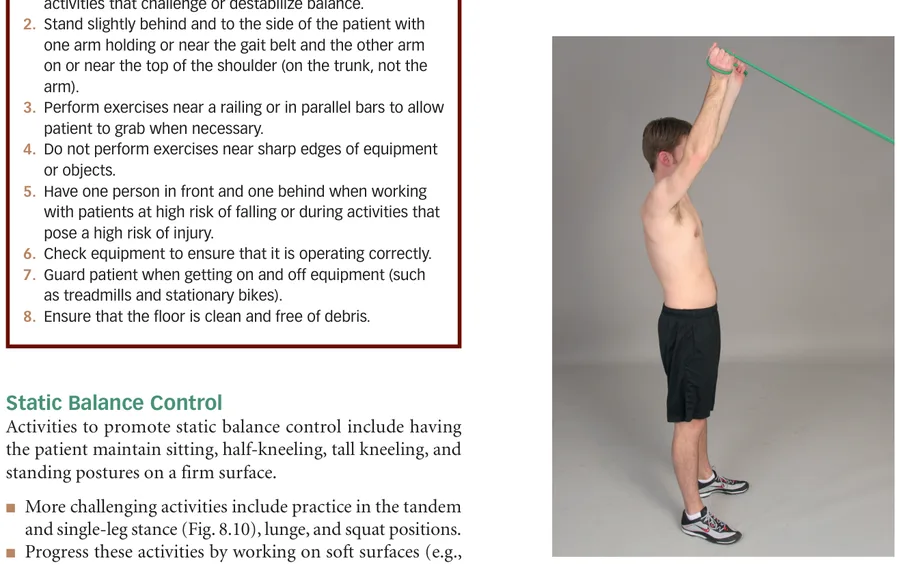 activities that challenge or destabilize balance.
2. Stand slightly behind and to the side of the patient with
one arm holding or near the gait belt and the other arm
on or near the top of the shoulder (on the trunk, not the
arm).
3. Perform exercises near a railing or in parallel bars to allow
patient to grab when necessary.
4. Do not perform exercises near sharp edges of equipment
or objects.
5. Have one person in front and one behind when working
with patients at high risk of falling or during activities that
pose a high risk of injury.
6. Check equipment to ensure that it is operating correctly.
7. Guard patient when getting on and off equipment (such
as treadmills and stationary bikes).
8. Ensure that the floor is clean and free of debris.
Static Balance Control
Activities to promote static balance control include having
the patient maintain sitting, half-kneeling, tall kneeling, and
standing postures on a firm surface.
■ More challenging activities include practice in the tandem
and single-leg stance (Fig. 8.10), lunge, and squat positions.
■ Progress these activities by working on soft surfaces (e.g.,